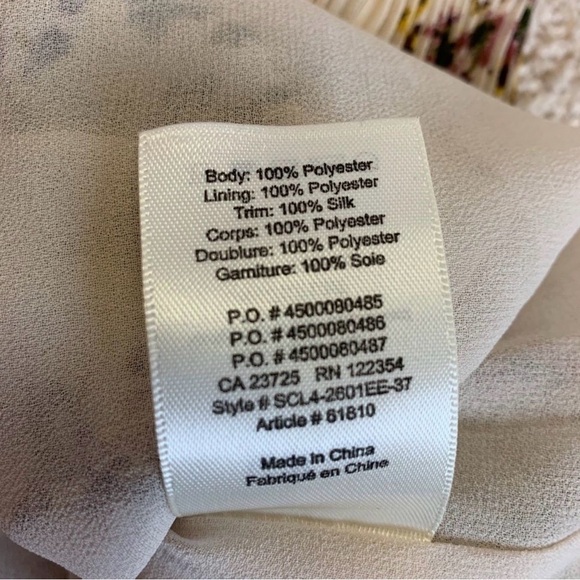 Body: 100% Polyester
Lining: 100% Polyester
Trim: 100% Silk
Corps: 100% Polyester
Doublure: 100% Polyester
Garniture: 100% Soie
P.O. # 4500080485
P.O. # 4500080486
P.O. # 4500080487
CA 23725 RN 122354
Style # SCL4-2601EE-37
Article # 61810
Made In China
Fabriqué en Chine